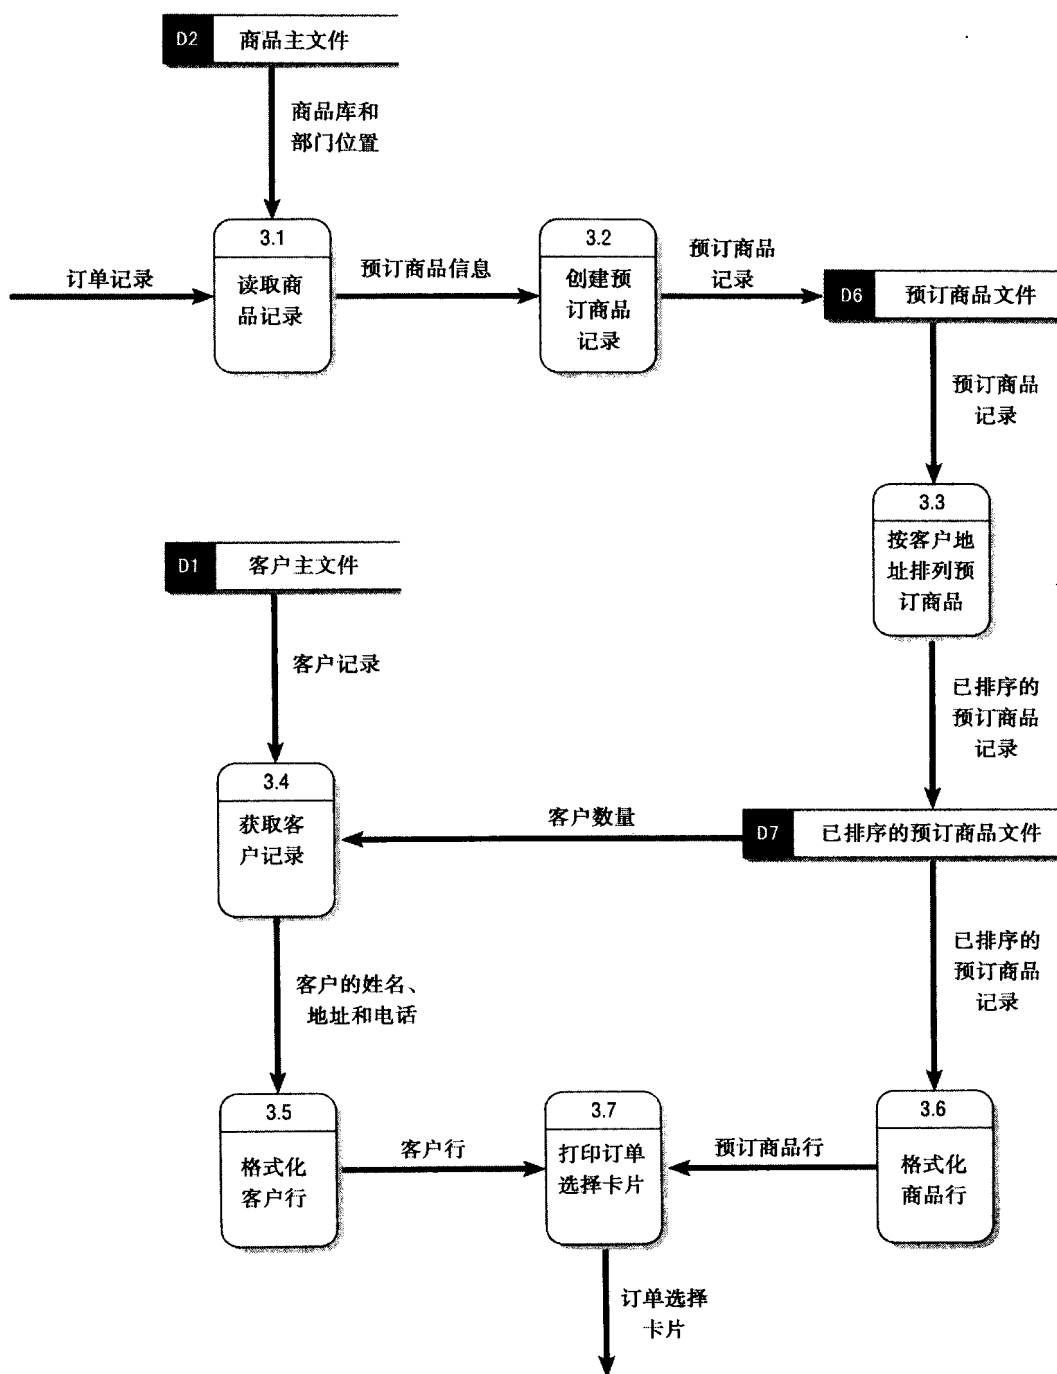 D2 商品主文件
商品库和
部门位置
订单记录
3.1
读取商
品记录
预订商品信息
3.2
创建预
订商品
记录
预订商品
记录
D6 预订商品文件
预订商品
记录
3.3
按客户地
址排列预
订商品
D1 客户主文件
客户记录
已排序的
预订商品
记录
3.4
获取客
户记录
客户数量
D7 已排序的预订商品文件
客户的姓名、
地址和电话
已排序的
预订商品
记录
3.5
格式化
客户行
客户行
3.7
打印订单
选择卡片
预订商品行
3.6
格式化
商品行
订单选择
卡片